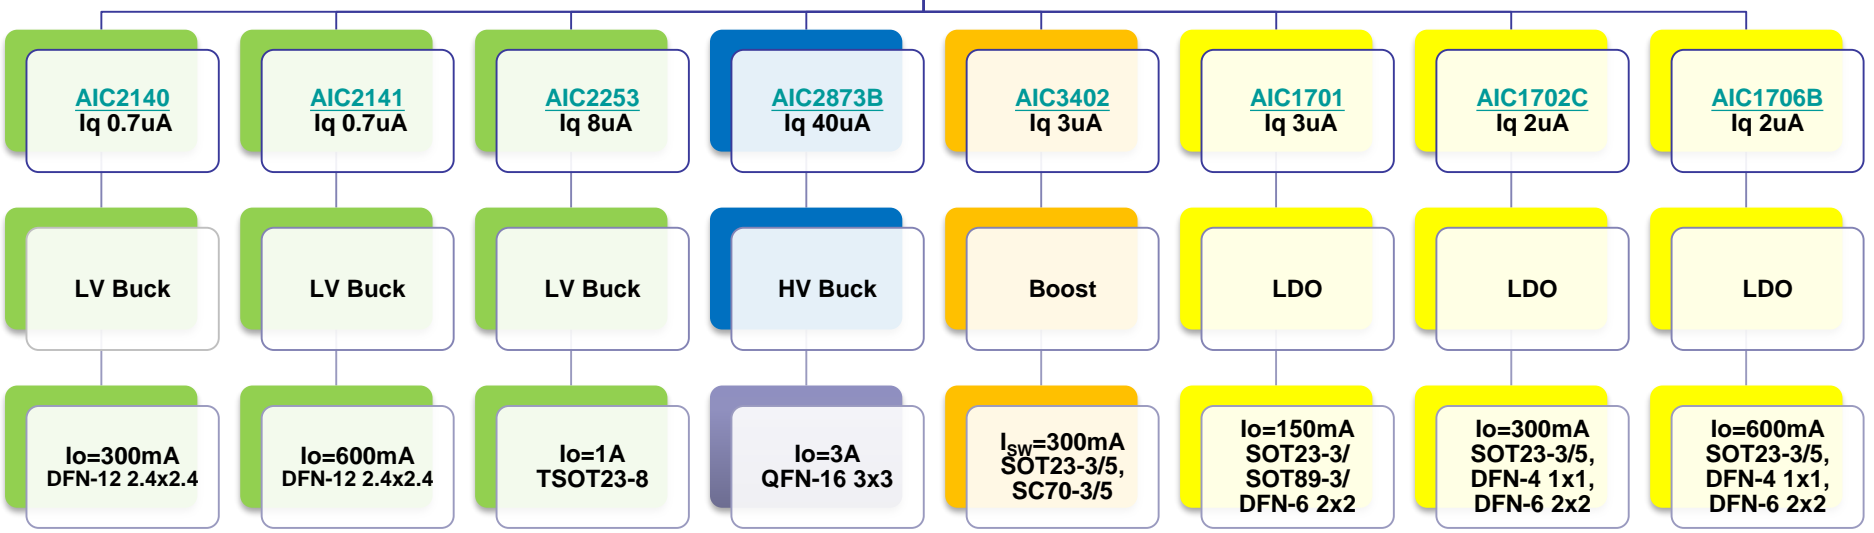 AIC2140
Iq 0.7uA
AIC2141
Iq 0.7uA
AIC2253
Iq 8uA
AIC2873B
Iq 40uA
AIC3402
Iq 3uA
AIC1701
Iq 3uA
AIC1702C
Iq 2uA
AIC1706B
Iq 2uA
LV Buck
LV Buck
LV Buck
HV Buck
Boost
LDO
LDO
LDO
Io=300mA
DFN-12 2.4x2.4
Io=600mA
DFN-12 2.4x2.4
Io=1A
TSOT23-8
Io=3A
QFN-16 3x3
ISW=300mA
SOT23-3/5,
SC70-3/5
Io=150mA
SOT23-3/
SOT89-3/
DFN-6 2x2
Io=300mA
SOT23-3/5,
DFN-4 1x1,
DFN-6 2x2
Io=600mA
SOT23-3/5,
DFN-4 1x1,
DFN-6 2x2